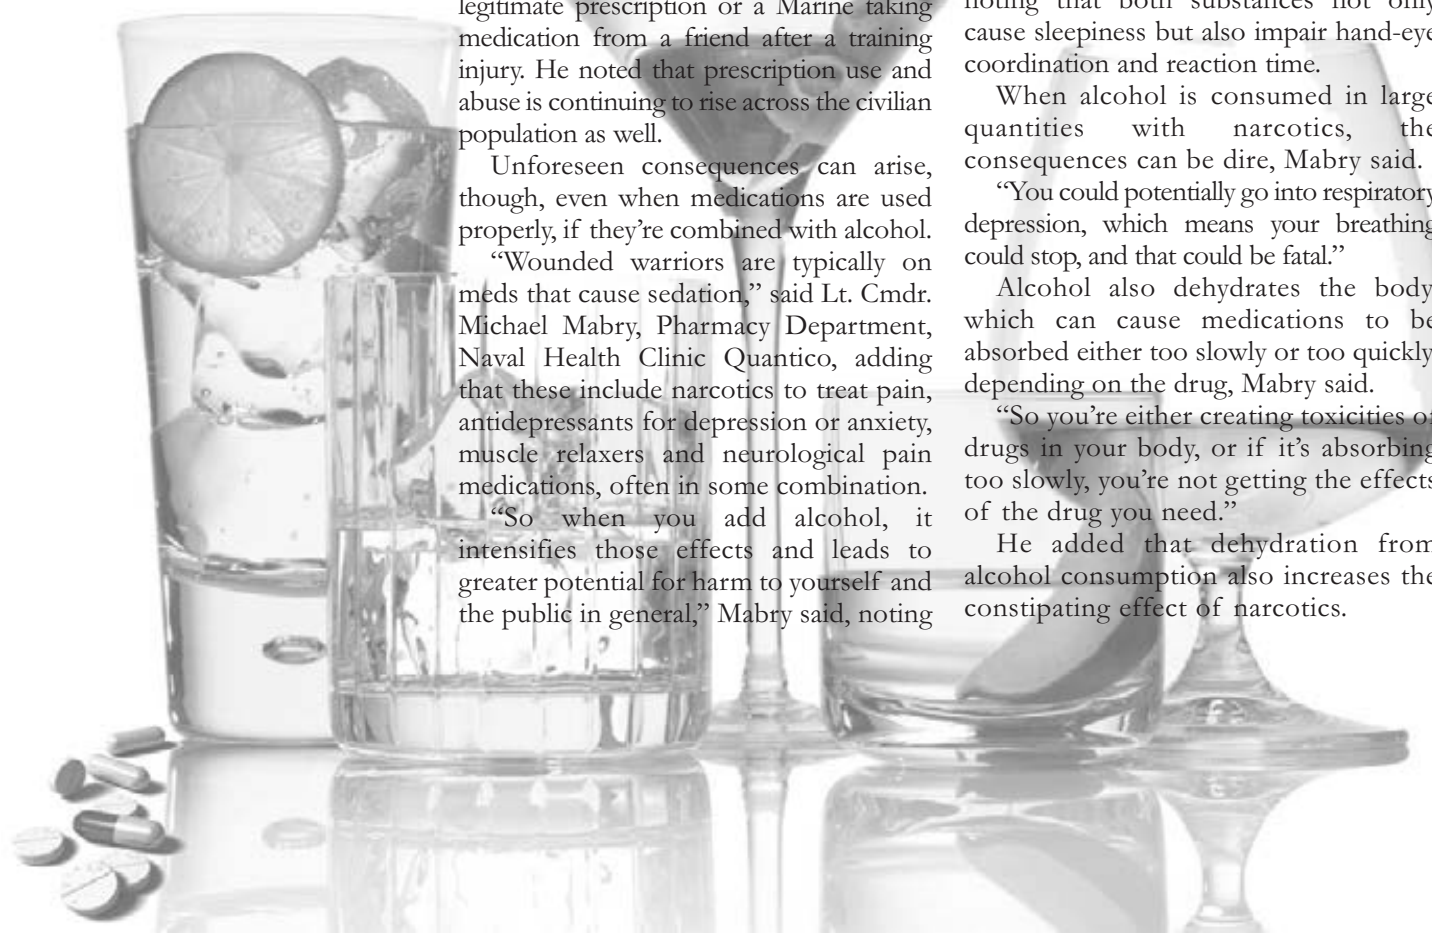 legitimate prescription or a Marine taking
medication from a friend after a training
injury. He noted that prescription use and
abuse is continuing to rise across the civilian
population as well.
Unforeseen consequences can arise,
though, even when medications are used
properly, if they’re combined with alcohol.
“Wounded warriors are typically on
meds that cause sedation,” said Lt. Cmdr.
Michael Mabry, Pharmacy Department,
Naval Health Clinic Quantico, adding
that these include narcotics to treat pain,
antidepressants for depression or anxiety,
muscle relaxers and neurological pain
medications, often in some combination.
“So when you add alcohol, it
intensifies those effects and leads to
greater potential for harm to yourself and
the public in general,” Mabry said, noting
noting that both substances not only
cause sleepiness but also impair hand-eye
coordination and reaction time.
When alcohol is consumed in large
quantities with narcotics, the
consequences can be dire, Mabry said.
“You could potentially go into respiratory
depression, which means your breathing
could stop, and that could be fatal.”
Alcohol also dehydrates the body
which can cause medications to be
absorbed either too slowly or too quickly
depending on the drug, Mabry said.
“So you’re either creating toxicities of
drugs in your body, or if it’s absorbing
too slowly, you’re not getting the effects
of the drug you need.”
He added that dehydration from
alcohol consumption also increases the
constipating effect of narcotics.